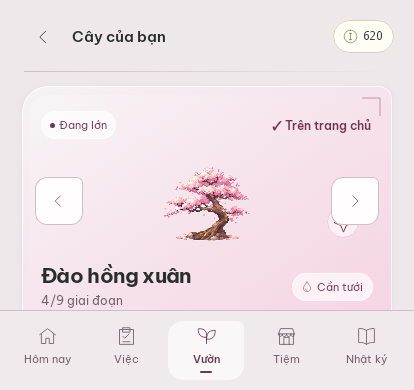 Cây của bạn
620
Đang lớn
✓ Trên trang chủ
Đào hồng xuân
4/9 giai đoạn
Cần tưới
Hôm nay
Việc
Vườn
Tiệm
Nhật ký